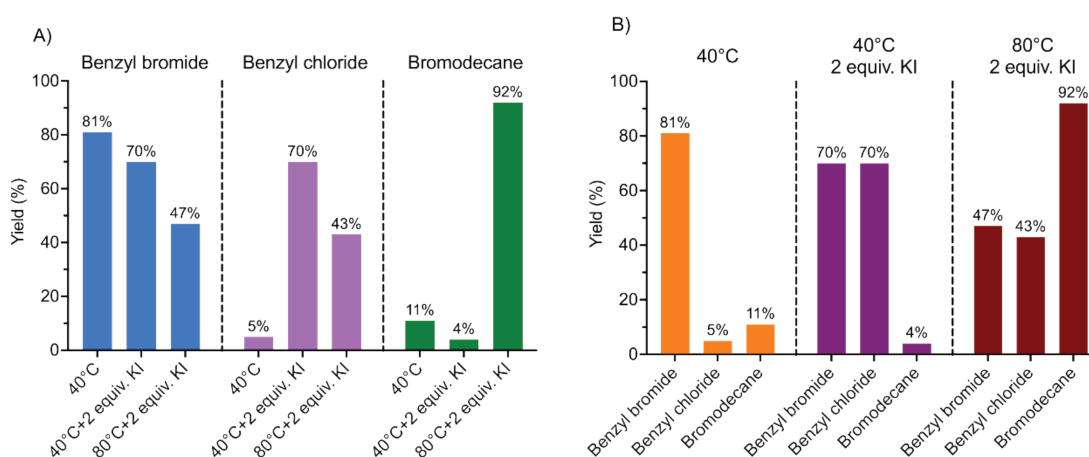 A)
Benzyl bromide Benzyl chloride Bromodecane
Yield (%)
100
80
60
40
20
0
81%
70%
47%
5%
70%
43%
11%
4%
92%
40°C
40°C+2 equiv. KI
80°C+2 equiv. KI
40°C
40°C+2 equiv. KI
80°C+2 equiv. KI
40°C
40°C+2 equiv. KI
80°C+2 equiv. KI
B)
40°C
40°C
2 equiv. KI
80°C
2 equiv. KI
Yield (%)
100
80
60
40
20
0
81%
5%
11%
70%
70%
4%
47%
43%
92%
Benzyl bromide
Benzyl chloride
Bromodecane
Benzyl bromide
Benzyl chloride
Bromodecane
Benzyl bromide
Benzyl chloride
Bromodecane